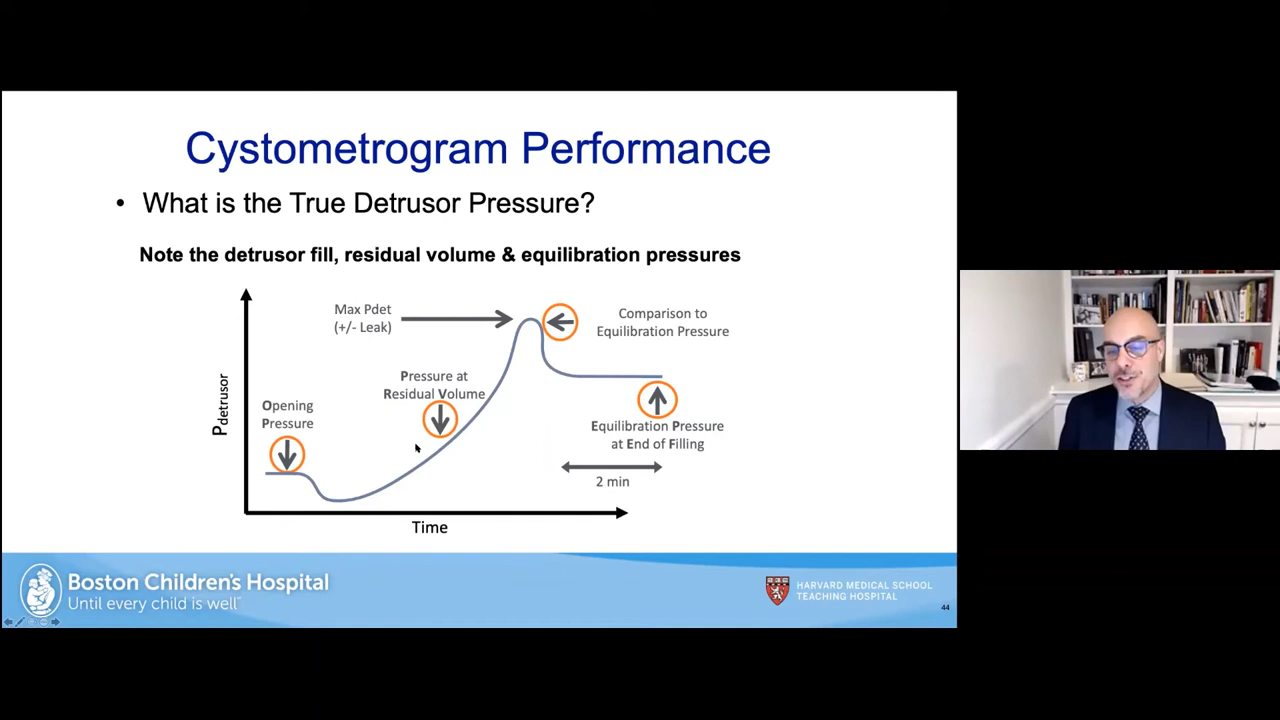 Cystometrogram Performance
• What is the True Detrusor Pressure?
Note the detrusor fill, residual volume & equilibration pressures
Max Pdet
(+/- Leak)
Comparison to
Equilibration Pressure
Pressure at
Residual Volume
Opening
Pressure
Pdetrusor
Equilibration Pressure
at End of Filling
2 min
Time
Boston Children's Hospital
Until every child is well™
HARVARD MEDICAL SCHOOL
TEACHING HOSPITAL
44